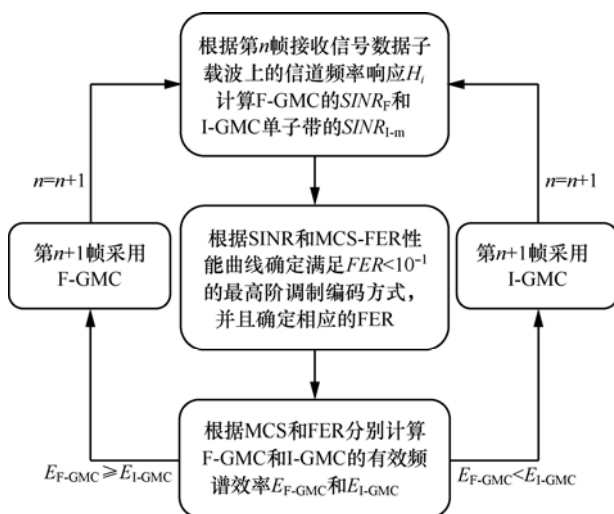 根据第n帧接收信号数据子
载波上的信道频率响应Hi
计算F-GMC的SINRF和
I-GMC单子带的SINRI-m
n=n+1
n=n+1
第n+1帧采用
F-GMC
根据SINR和MCS-FER性
能曲线确定满足FER<10⁻¹
的最高阶调制编码方式，
并且确定相应的FER
第n+1帧采用
I-GMC
根据MCS和FER分别计算
F-GMC和I-GMC的有效频
谱效率EF-GMC和EI-GMC
EF-GMC⩾EI-GMC
EF-GMC<EI-GMC